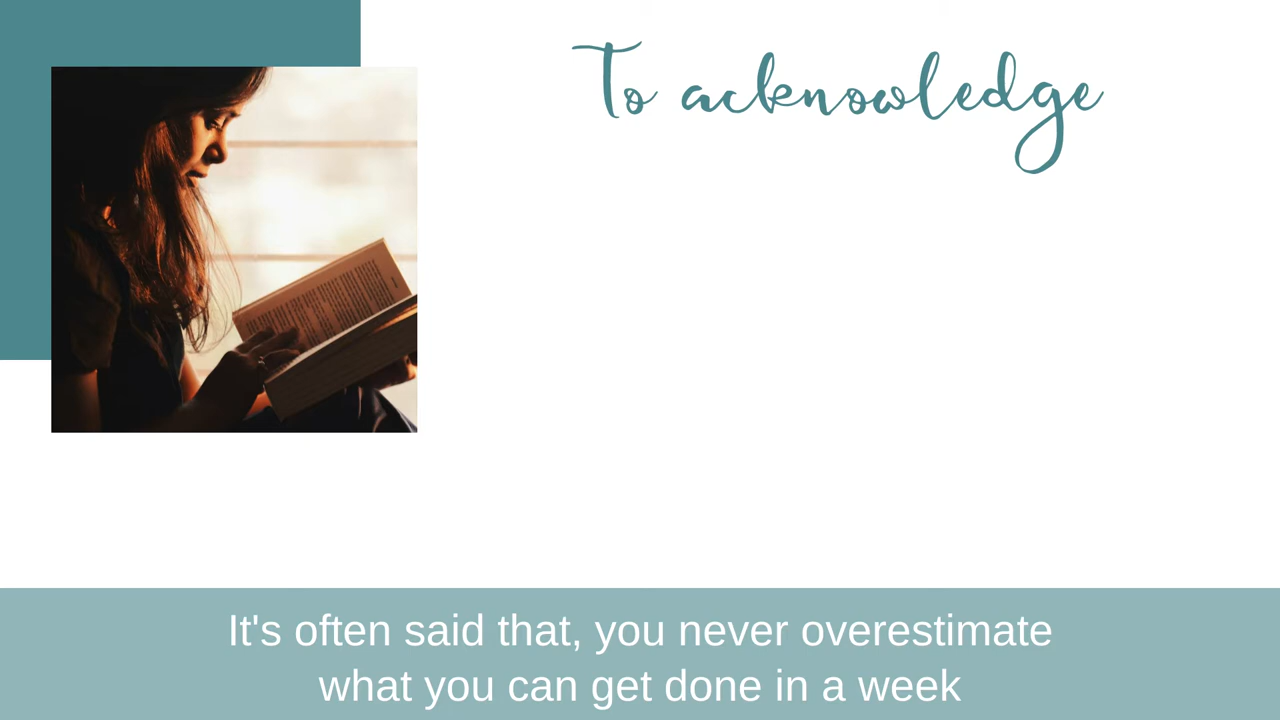 To acknowledge
It's often said that, you never overestimate
what you can get done in a week